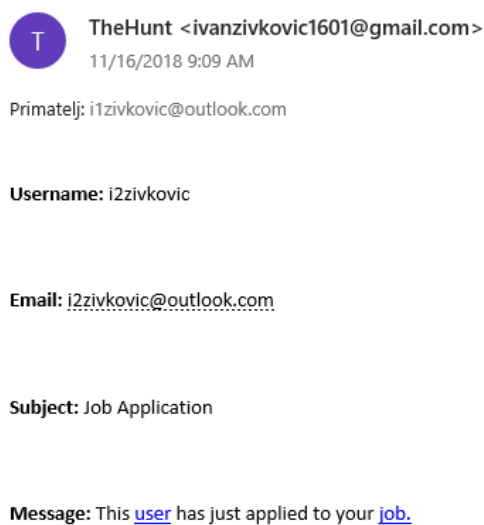 T
TheHunt <ivanzivkovic1601@gmail.com>
11/16/2018 9:09 AM
Primatelj: i1zivkovic@outlook.com
Username: i2zivkovic
Email: i2zivkovic@outlook.com
Subject: Job Application
Message: This user has just applied to your job.